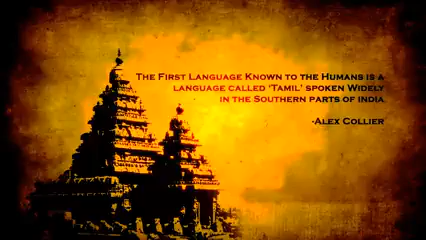 The First Language Known to the Humans is a
language called 'Tamil' spoken Widely
in the Southern parts of india
-Alex Collier